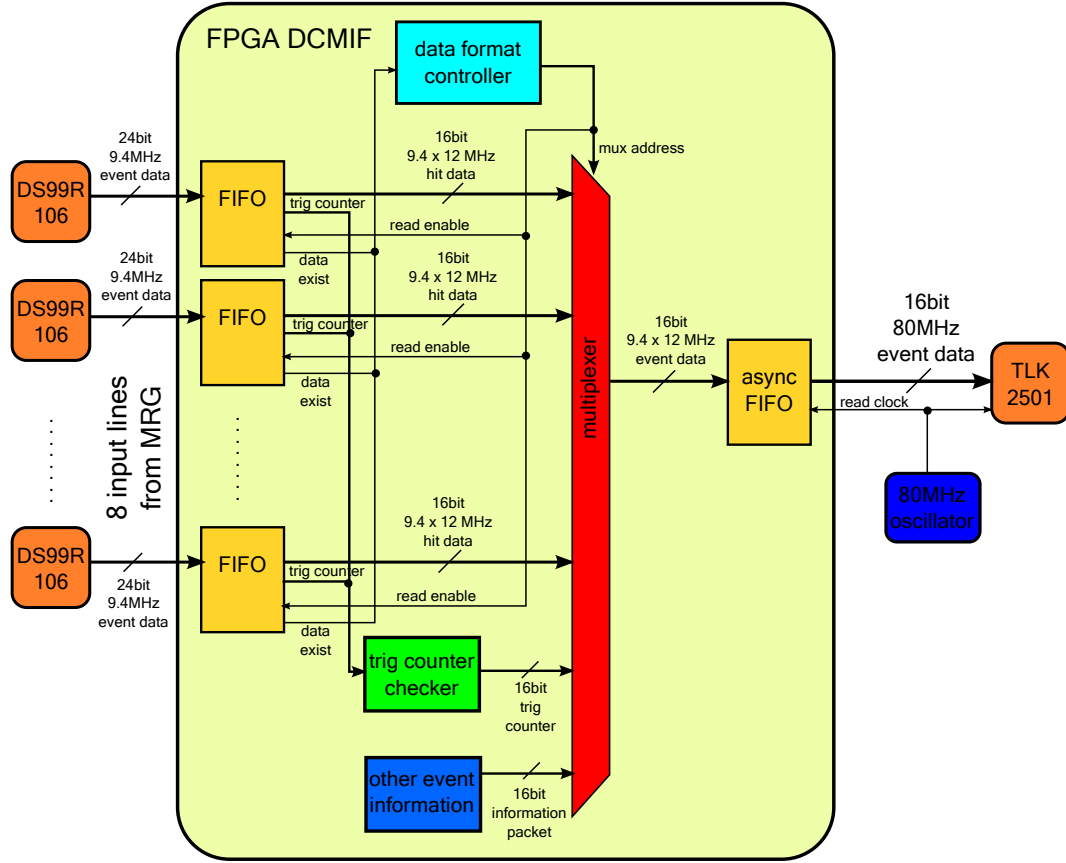 FPGA DCMIF
data format
controller
mux address
24bit
9.4MHz
event data
DS99R
106
FIFO
16bit
9.4 x 12 MHz
hit data
trig counter
read enable
data
exist
24bit
9.4MHz
event data
DS99R
106
FIFO
16bit
9.4 x 12 MHz
hit data
trig counter
read enable
data
exist
8 input lines
from MRG
DS99R
106
24bit
9.4MHz
event data
FIFO
16bit
9.4 x 12 MHz
hit data
trig counter
read enable
data
exist
trig counter
checker
16bit
trig
counter
other event
information
16bit
information
packet
multiplexer
16bit
9.4 x 12 MHz
event data
async
FIFO
16bit
80MHz
event data
read clock
TLK
2501
80MHz
oscillator